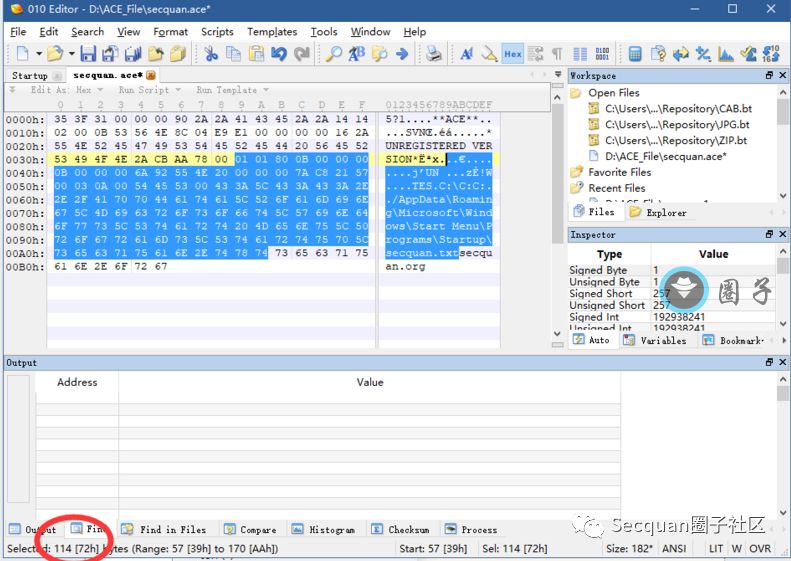 010 Editor - D:\ACE_File\secquan.ace*
File Edit Search View Format Scripts Templates Tools Window Help
Startup secquan.ace*
Edit As: Hex Run Script Run Template
0 1 2 3 4 5 6 7 8 9 A B C D E F 0123456789ABCDEF
0000h: 35 3F 31 00 00 00 90 2A 2A 41 43 45 2A 2A 14 14 5?1....**ACE**..
0010h: 02 00 0B 53 56 4E 8C 04 E9 E1 00 00 00 00 16 2A ...SVNŒ.éá.....*
0020h: 55 4E 52 45 47 49 53 54 45 52 45 44 20 56 45 52 UNREGISTERED VER
0030h: 53 49 4F 4E 2A CB AA 78 00 01 01 80 0B 00 00 00 SION*Ëªx...€....
0040h: 0B 00 00 00 6A 92 55 4E 20 00 00 00 7A C8 21 57 ....j’UN ...zÈ!W
0050h: 00 03 0A 00 54 45 53 00 43 3A 5C 43 3A 43 3A 2E ....TES.C:\C:C:.
0060h: 2E 2F 41 70 70 44 61 74 61 5C 52 6F 61 6D 69 6E ./AppData\Roamin
0070h: 67 5C 4D 69 63 72 6F 73 6F 66 74 5C 57 69 6E 64 g\Microsoft\Wind
0080h: 6F 77 73 5C 53 74 61 72 74 20 4D 65 6E 75 5C 50 ows\Start Menu\P
0090h: 72 6F 67 72 61 6D 73 5C 53 74 61 72 74 75 70 5C rograms\Startup\
00A0h: 73 65 63 71 75 61 6E 2E 74 78 74 73 65 63 71 75 secquan.txtsecqu
00B0h: 61 6E 2E 6F 72 67 an.org
Workspace
Open Files
C:\Users\...\Repository\CAB.bt
C:\Users\...\Repository\JPG.bt
C:\Users\...\Repository\ZIP.bt
D:\ACE_File\secquan.ace*
Favorite Files
Recent Files
Files Explorer
Inspector
Type Value
Signed Byte 1
Unsigned Byte 1
Signed Short 257
Unsigned Short 257
Signed Int 192938241
Unsigned Int 192938241
圈子
Auto Variables Bookmark
Output
Address Value
Output Find Find in Files Compare Histogram Checksum Process
Secquan圈子社区
Selected: 114 [72h] bytes (Range: 57 [39h] to 170 [AAh]) Start: 57 [39h] Sel: 114 [72h] Size: 182* ANSI LIT W OVR